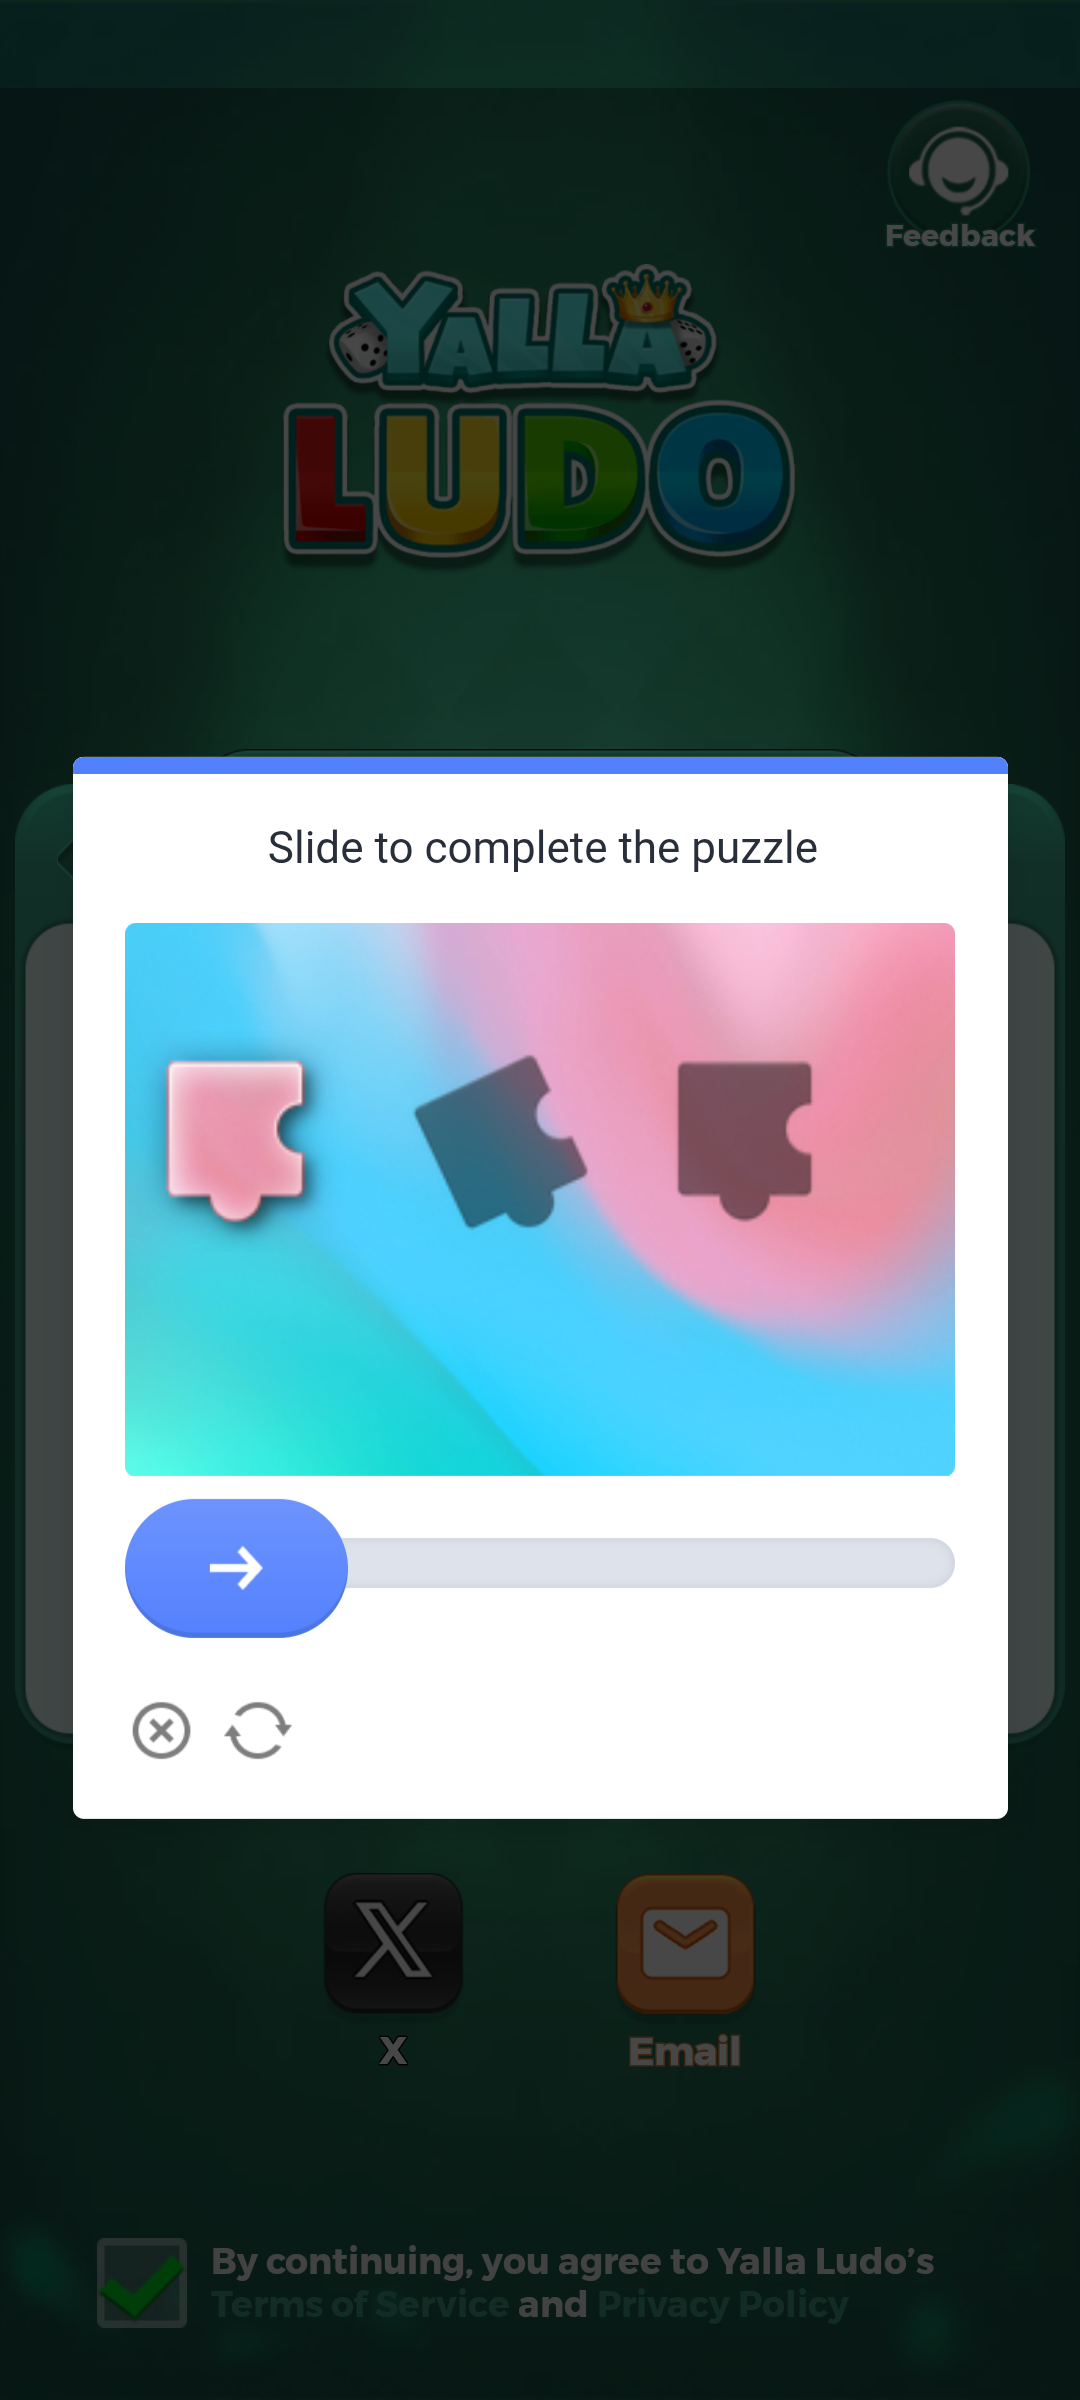 Feedback
YALLA
LUDO
Slide to complete the puzzle
X
Email
By continuing, you agree to Yalla Ludo’s
Terms of Service and Privacy Policy